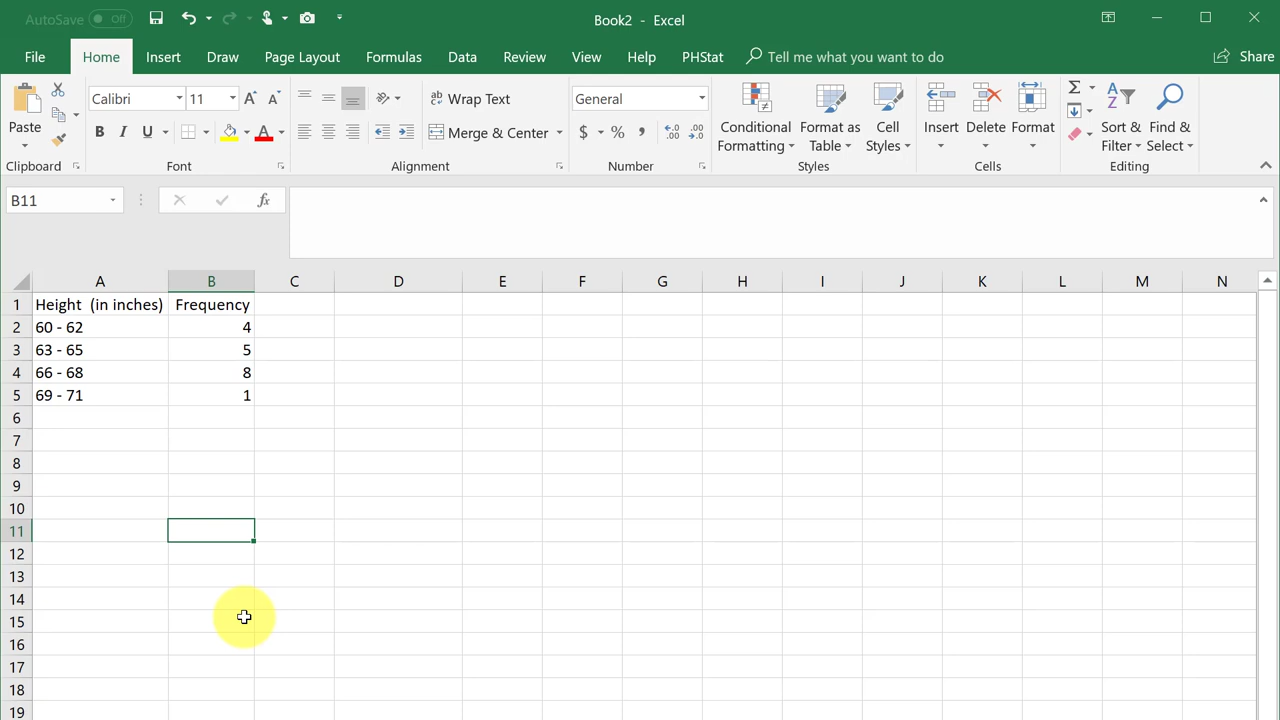 AutoSave Off Book2 - Excel
File Home Insert Draw Page Layout Formulas Data Review View Help PHStat Tell me what you want to do Share
Paste Calibri 11 Wrap Text General Conditional Formatting Format as Table Cell Styles Insert Delete Format Sort & Filter Find & Select
B I U A Merge & Center $ % ,
Clipboard Font Alignment Number Styles Cells Editing
B11 fx
A B C D E F G H I J K L M N
1 Height (in inches) Frequency
2 60 - 62 4
3 63 - 65 5
4 66 - 68 8
5 69 - 71 1
6
7
8
9
10
11
12
13
14
15
16
17
18
19